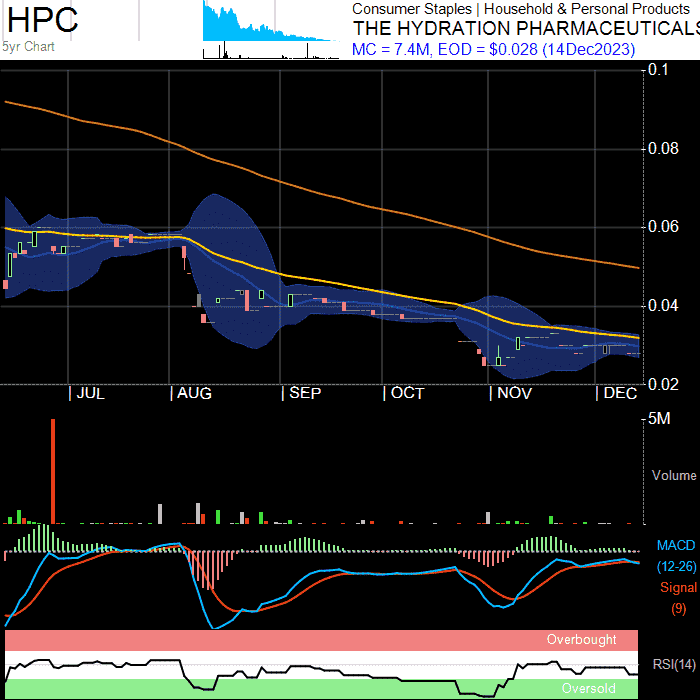 HPC
5yr Chart
Consumer Staples | Household & Personal Products
THE HYDRATION PHARMACEUTICALS
MC = 7.4M, EOD = $0.028 (14Dec2023)
0.1
0.08
0.06
0.04
0.02
| JUL | AUG | SEP | OCT | NOV | DEC
5M
Volume
MACD
(12-26)
Signal
(9)
Overbought
RSI(14)
Oversold